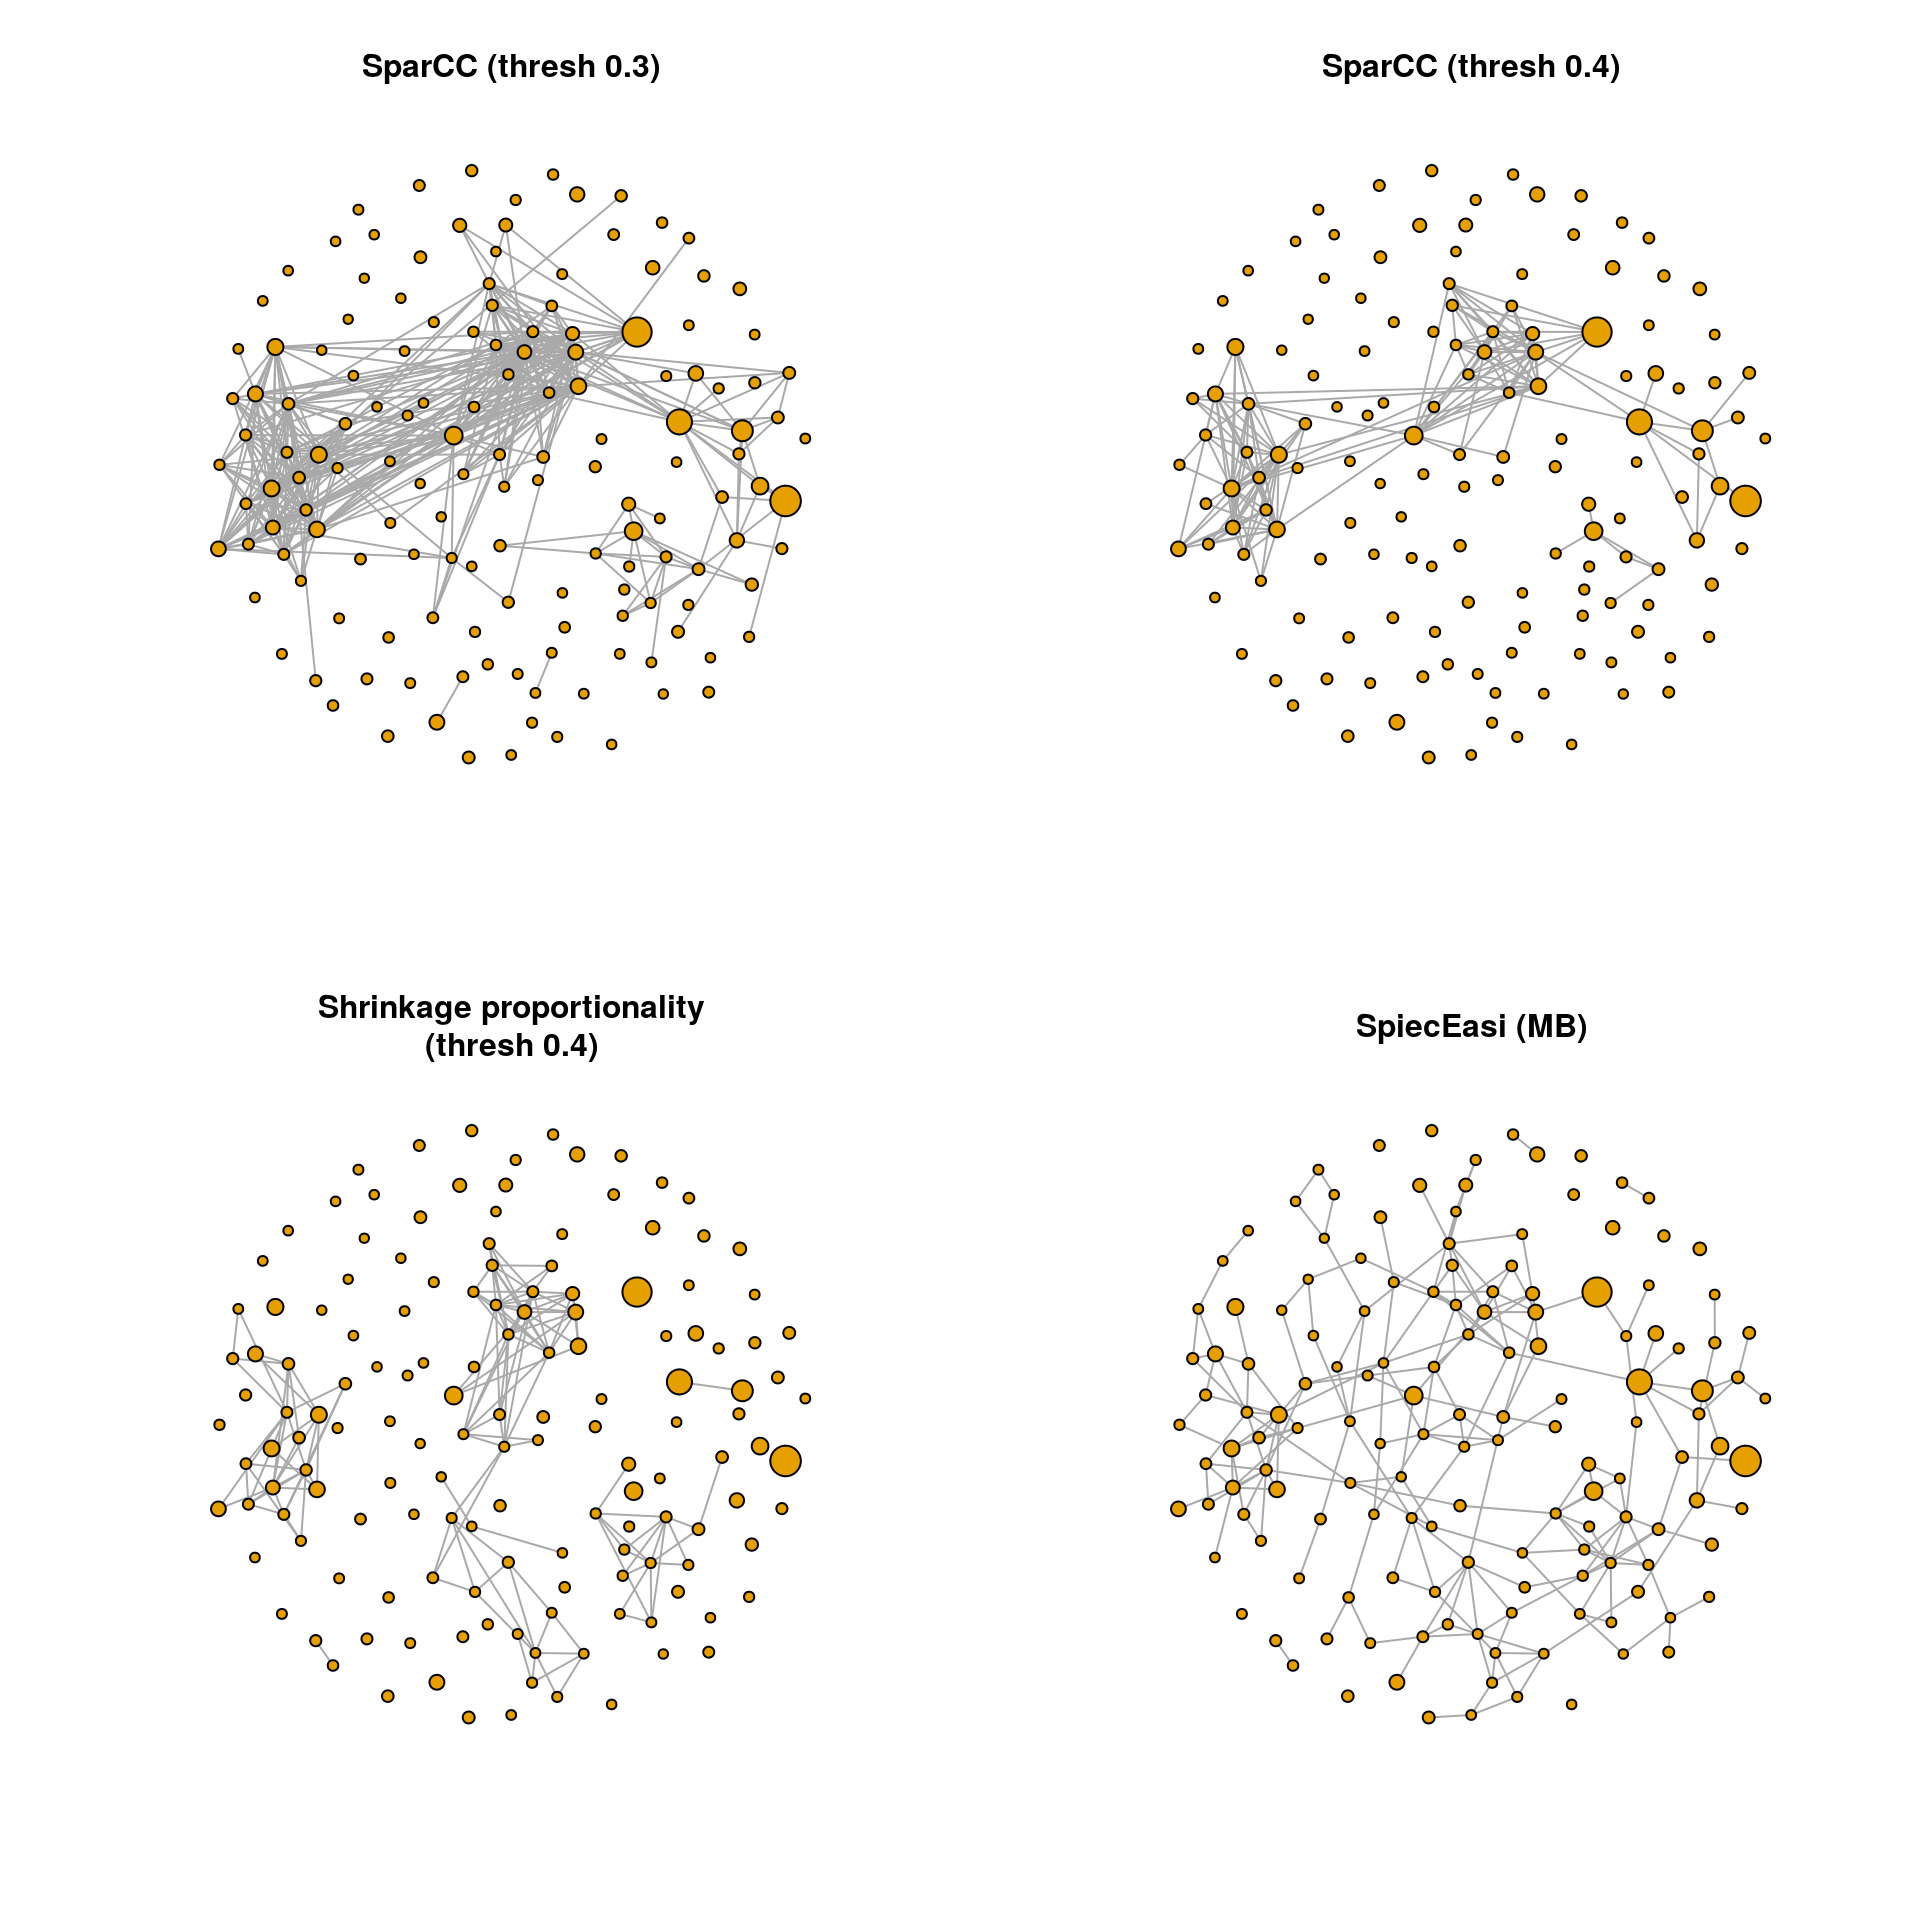 SparCC (thresh 0.3)
SparCC (thresh 0.4)
Shrinkage proportionality
(thresh 0.4)
SpiecEasi (MB)